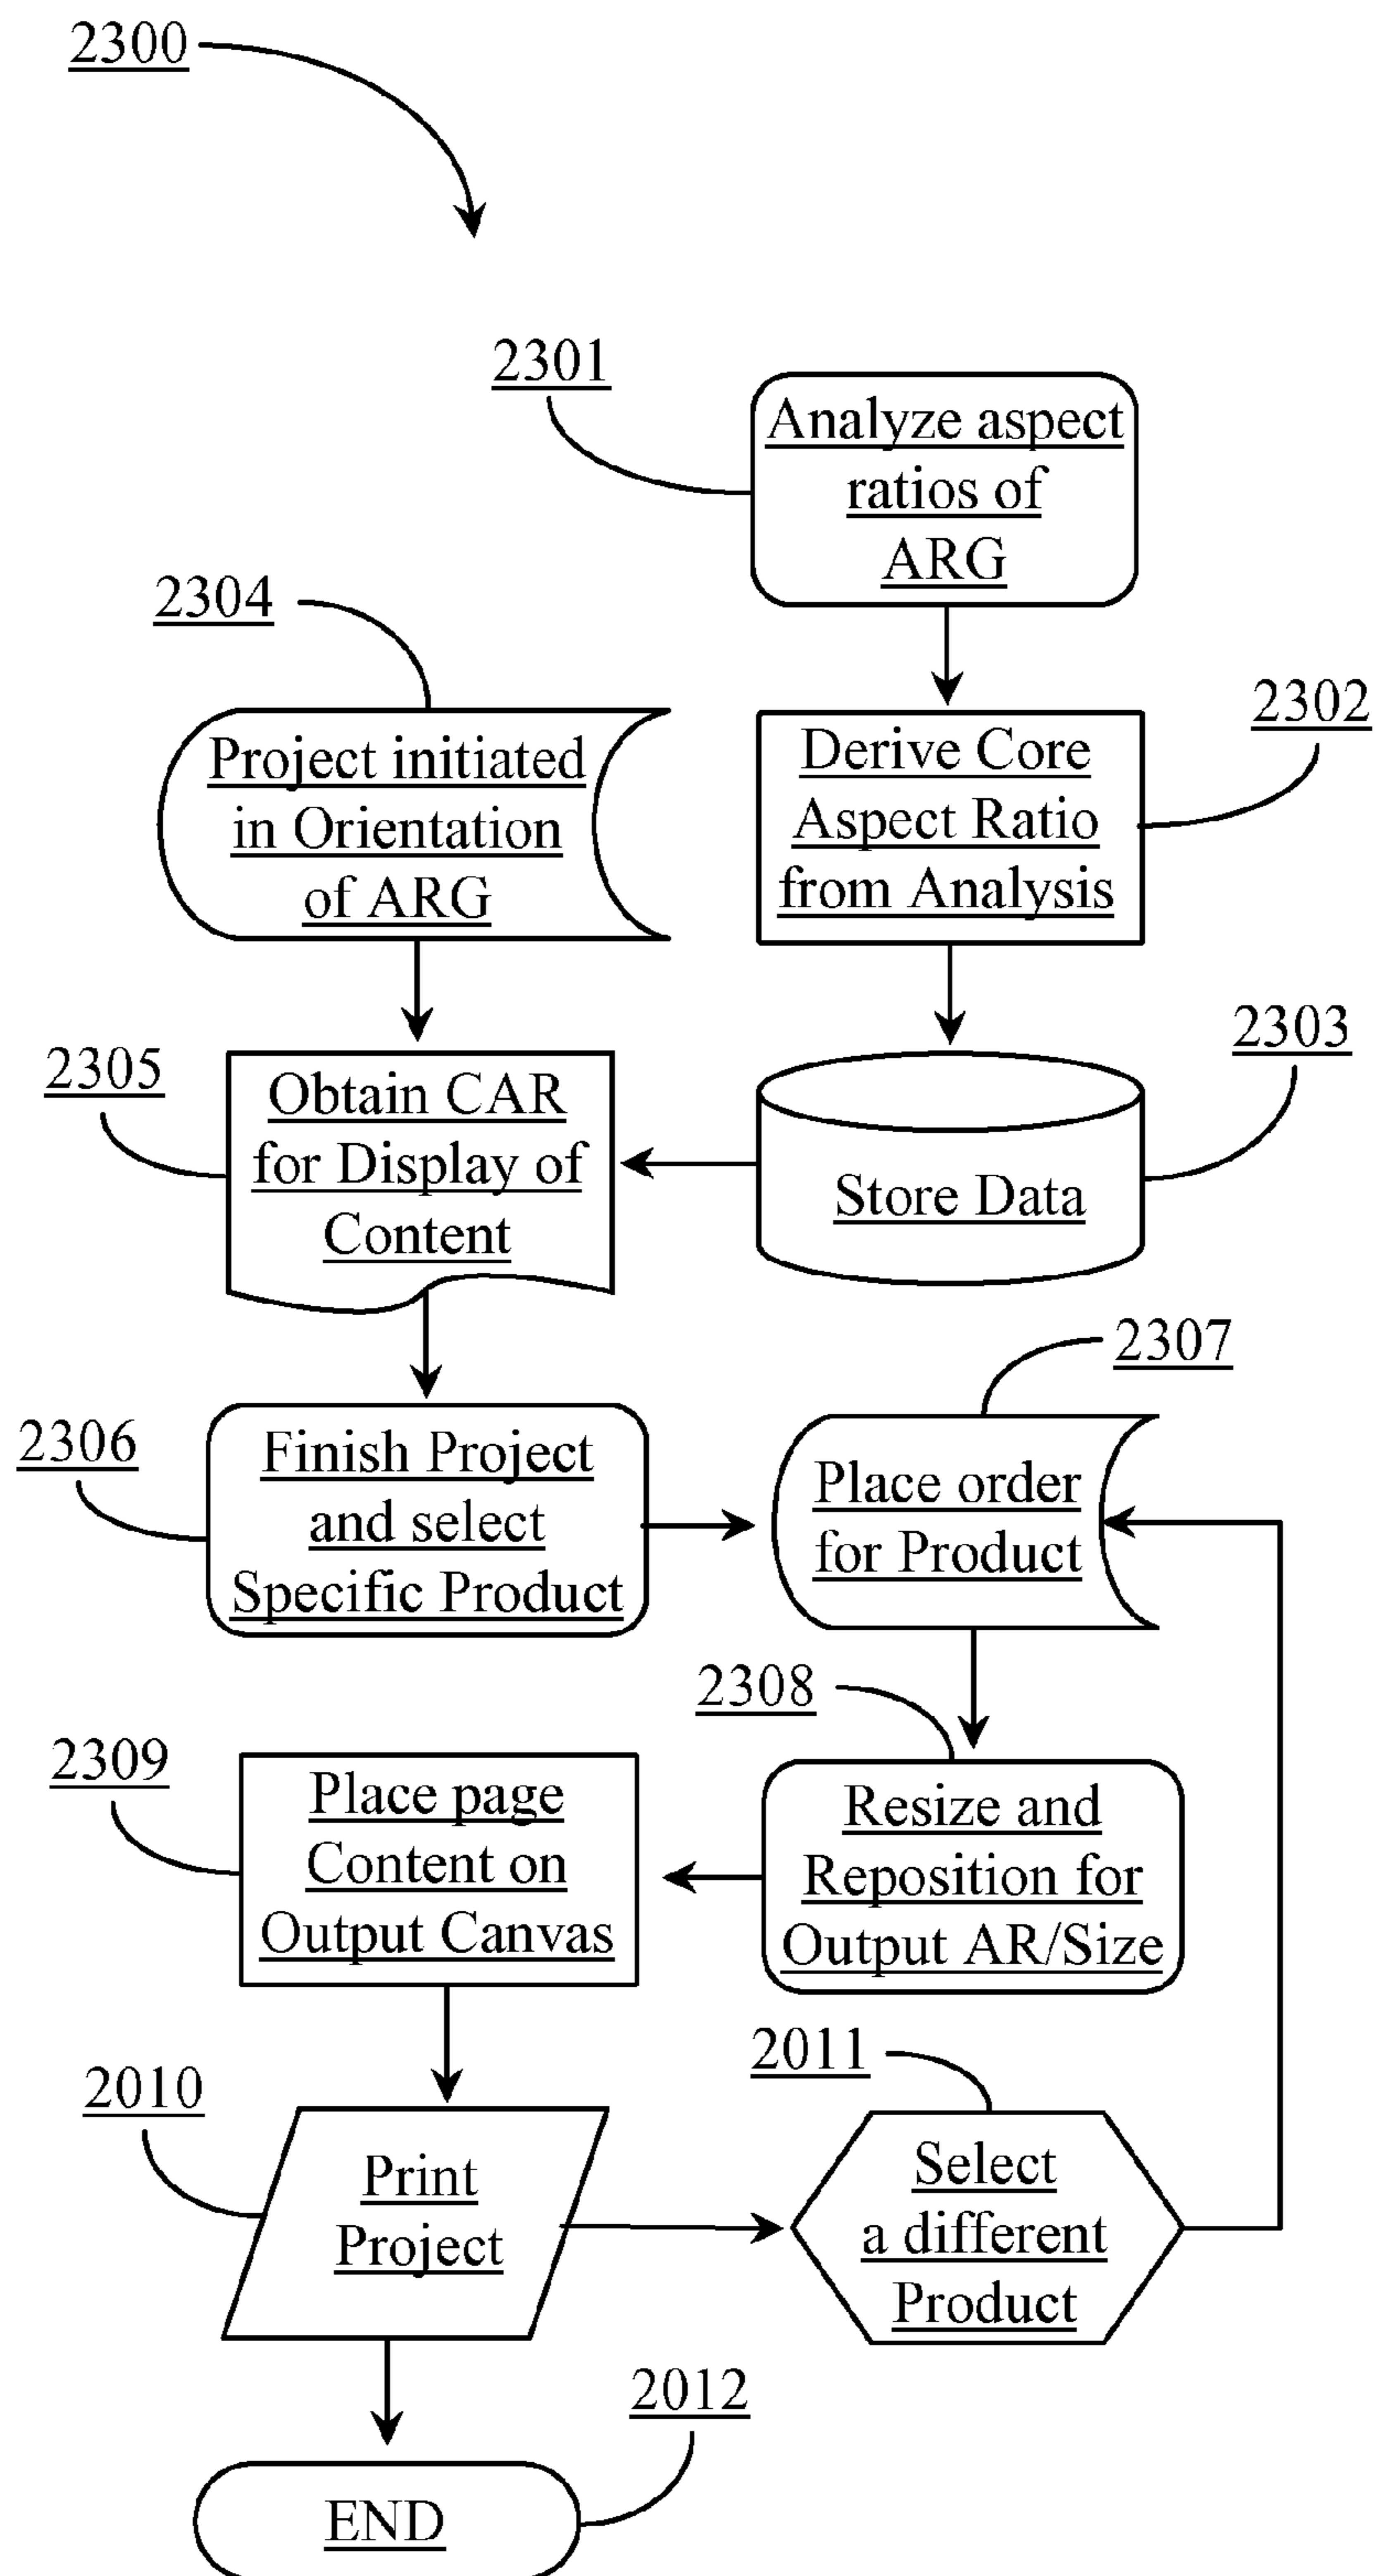 2300
2301
Analyze aspect
ratios of
ARG
2304
Project initiated
in Orientation
of ARG
2302
Derive Core
Aspect Ratio
from Analysis
2305
Obtain CAR
for Display of
Content
2303
Store Data
2306
Finish Project
and select
Specific Product
2307
Place order
for Product
2308
Resize and
Reposition for
Output AR/Size
2309
Place page
Content on
Output Canvas
2010
Print
Project
2011
Select
a different
Product
2012
END